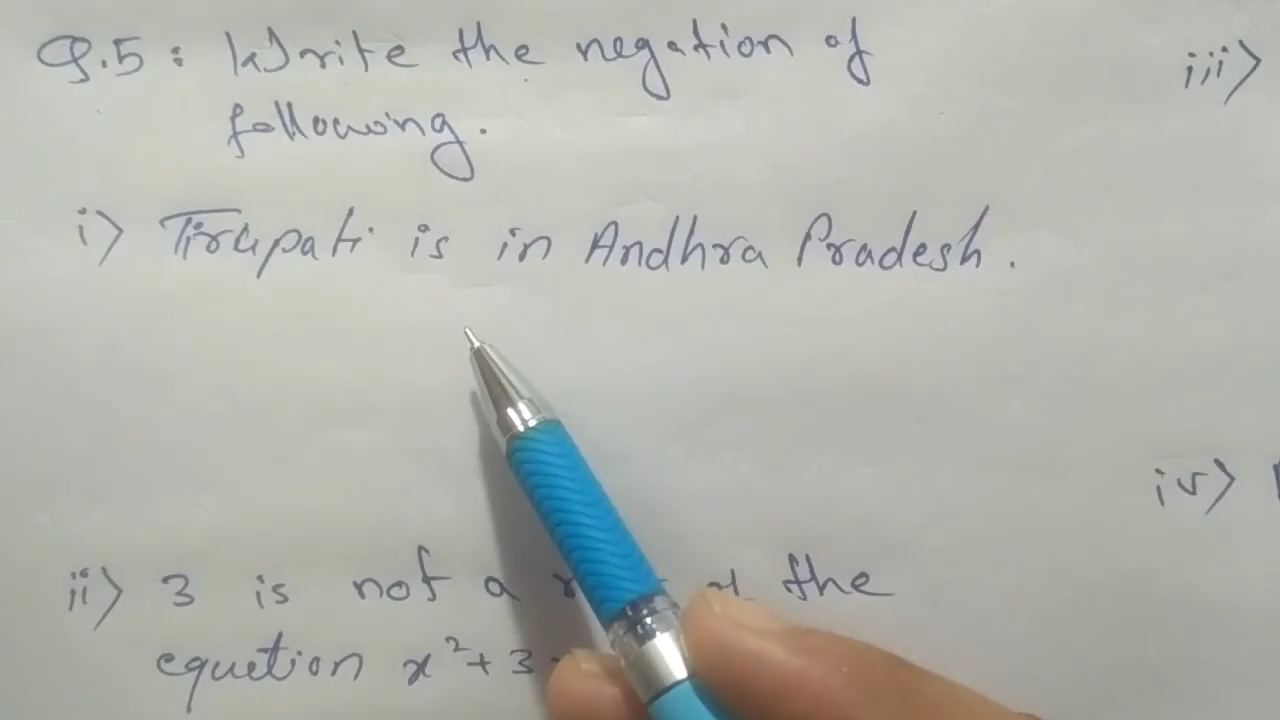 Q.5: Write the negation of
following.
i) Tirupati is in Andhra Pradesh.
ii) 3 is not a the
equetion x²+3
iii)
iv)